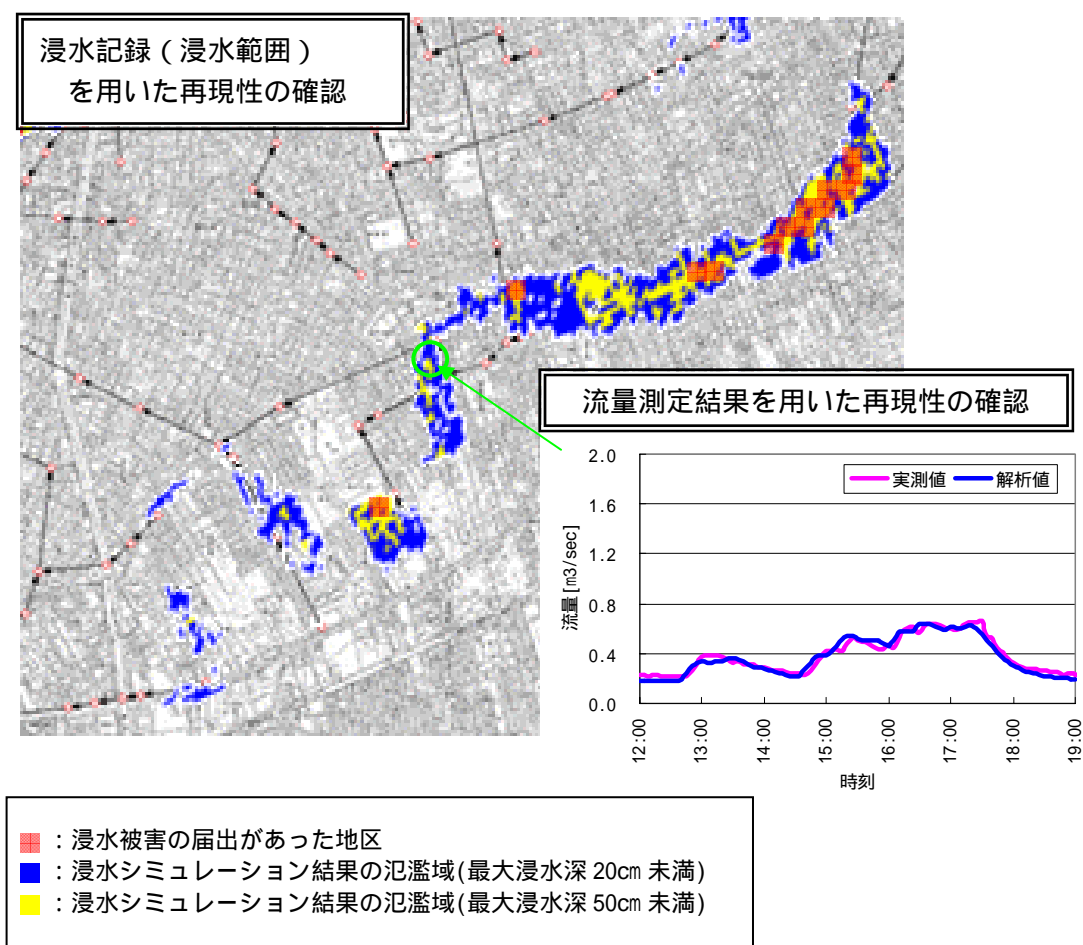 浸水記録(浸水範囲)
を用いた再現性の確認
流量測定結果を用いた再現性の確認
2.0
1.6
1.2
0.8
0.4
0.0
流量[m3/sec]
実測値
解析値
12:00
13:00
14:00
15:00
16:00
17:00
18:00
19:00
時刻
:浸水被害の届出があった地区
:浸水シミュレーション結果の氾濫域(最大浸水深 20cm 未満)
:浸水シミュレーション結果の氾濫域(最大浸水深 50cm 未満)